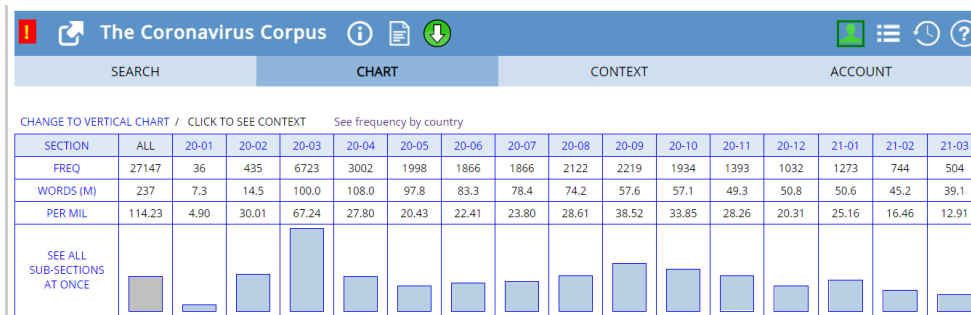 ! The Coronavirus Corpus
SEARCH CHART CONTEXT ACCOUNT
CHANGE TO VERTICAL CHART / CLICK TO SEE CONTEXT See frequency by country
SECTION ALL 20-01 20-02 20-03 20-04 20-05 20-06 20-07 20-08 20-09 20-10 20-11 20-12 21-01 21-02 21-03
FREQ 27147 36 435 6723 3002 1998 1866 1866 2122 2219 1934 1393 1032 1273 744 504
WORDS (M) 237 7.3 14.5 100.0 108.0 97.8 83.3 78.4 74.2 57.6 57.1 49.3 50.8 50.6 45.2 39.1
PER MIL 114.23 4.90 30.01 67.24 27.80 20.43 22.41 23.80 28.61 38.52 33.85 28.26 20.31 25.16 16.46 12.91
SEE ALL
SUB-SECTIONS
AT ONCE